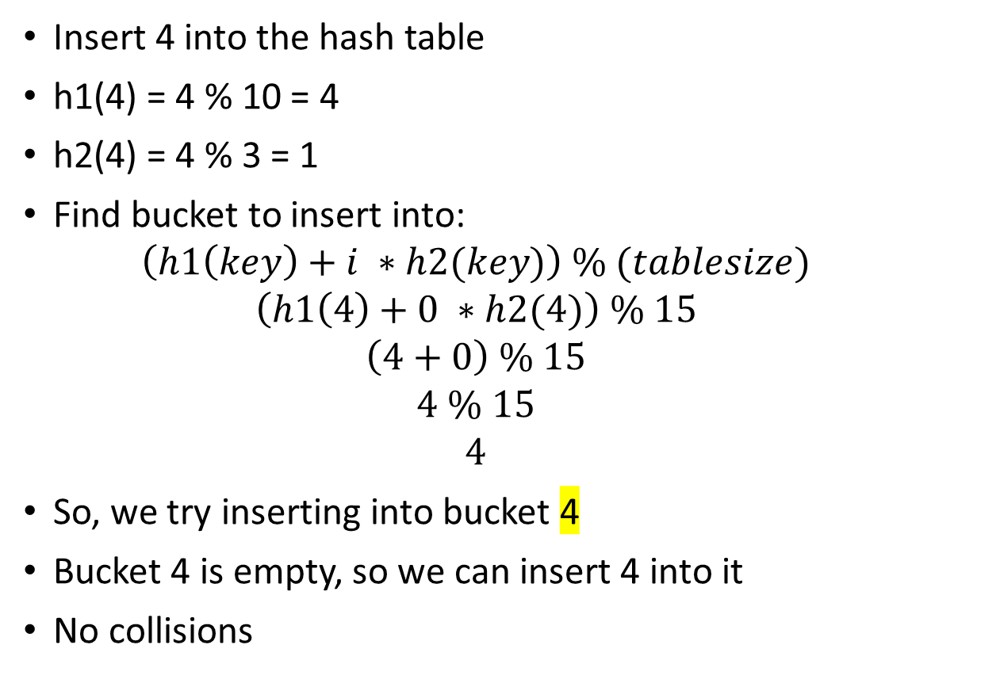 • Insert 4 into the hash table
• h1(4) = 4 % 10 = 4
• h2(4) = 4 % 3 = 1
• Find bucket to insert into:
(h1(key) + i ∗ h2(key)) % (tablesize)
(h1(4) + 0 ∗ h2(4)) % 15
(4 + 0) % 15
4 % 15
4
• So, we try inserting into bucket 4
• Bucket 4 is empty, so we can insert 4 into it
• No collisions